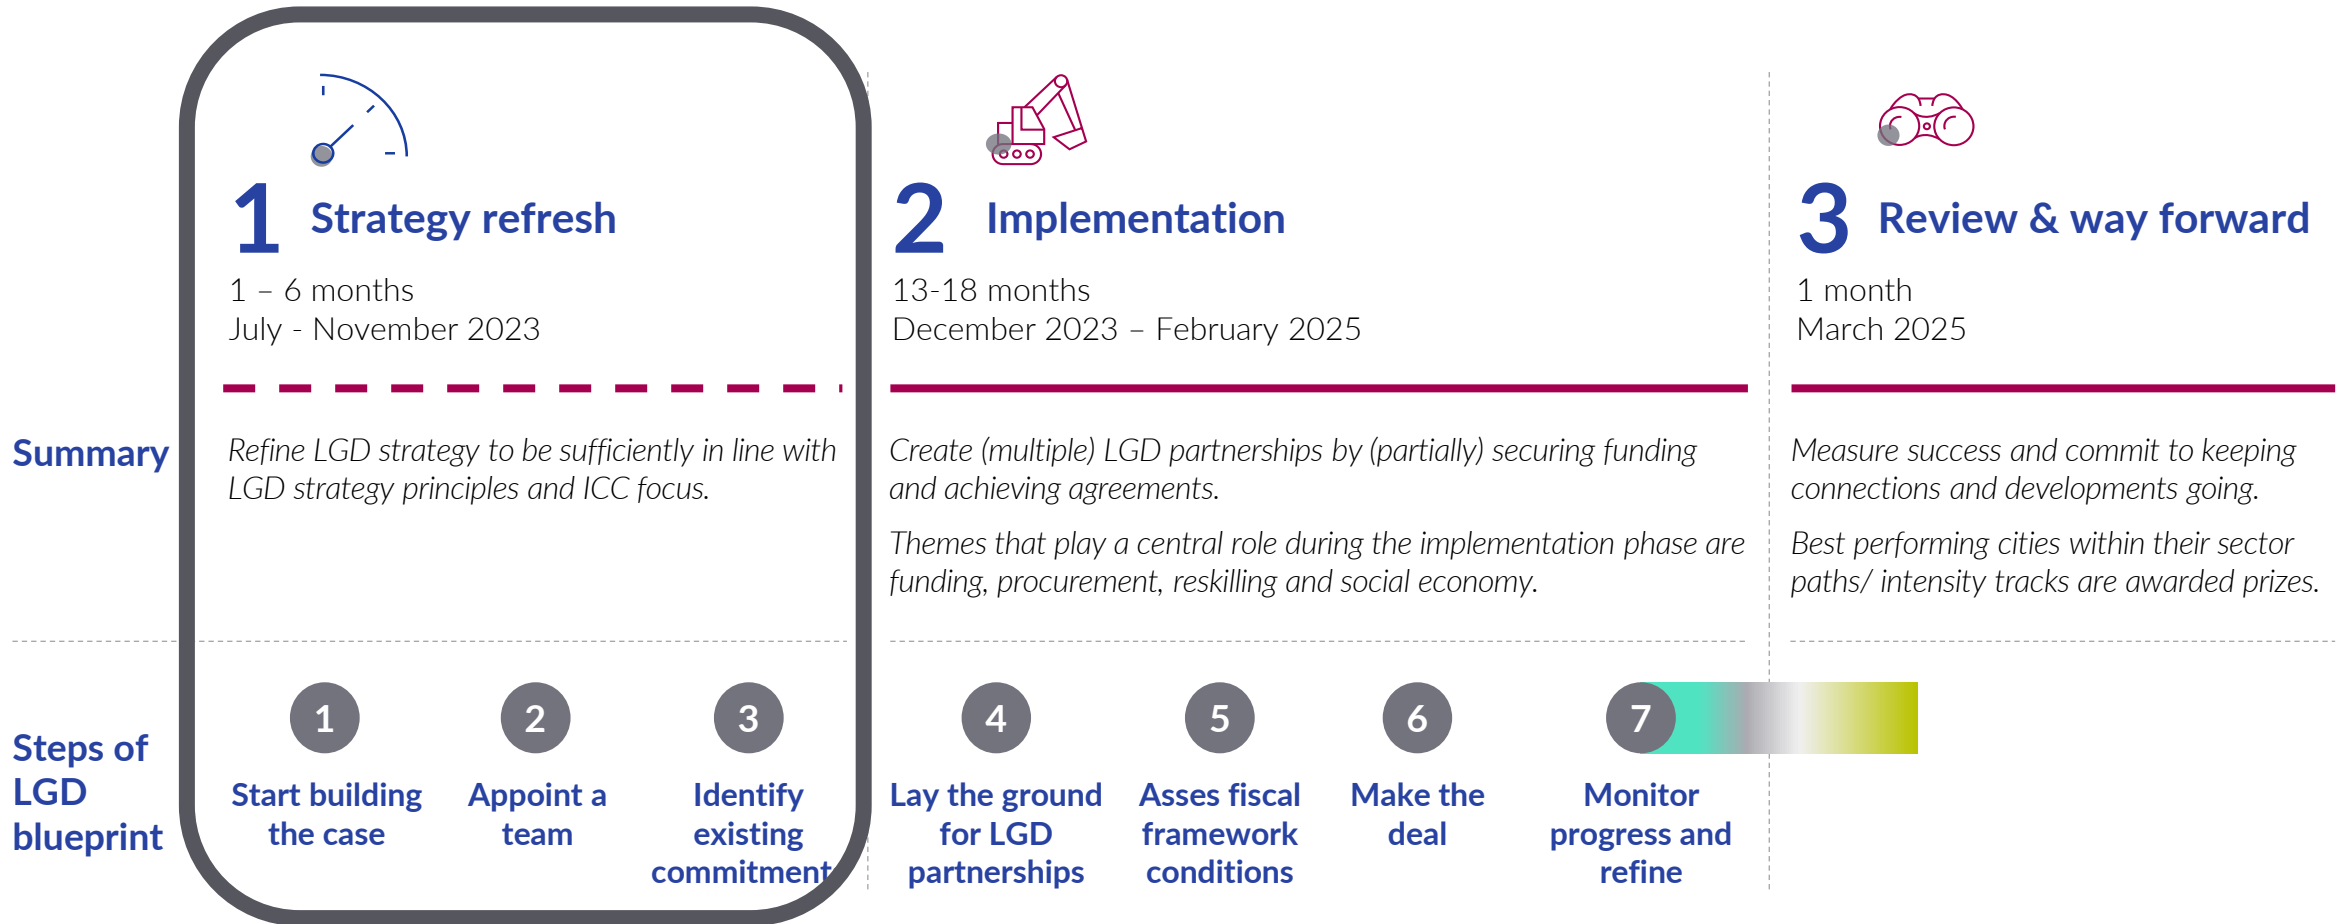 1 Strategy refresh
1 – 6 months
July - November 2023
2 Implementation
13-18 months
December 2023 – February 2025
3 Review & way forward
1 month
March 2025
Summary
Refine LGD strategy to be sufficiently in line with
LGD strategy principles and ICC focus.
Create (multiple) LGD partnerships by (partially) securing funding
and achieving agreements.
Themes that play a central role during the implementation phase are
funding, procurement, reskilling and social economy.
Measure success and commit to keeping
connections and developments going.
Best performing cities within their sector
paths/ intensity tracks are awarded prizes.
Steps of
LGD
blueprint
1
Start building
the case
2
Appoint a
team
3
Identify
existing
commitment
4
Lay the ground
for LGD
partnerships
5
Asses fiscal
framework
conditions
6
Make the
deal
7
Monitor
progress and
refine